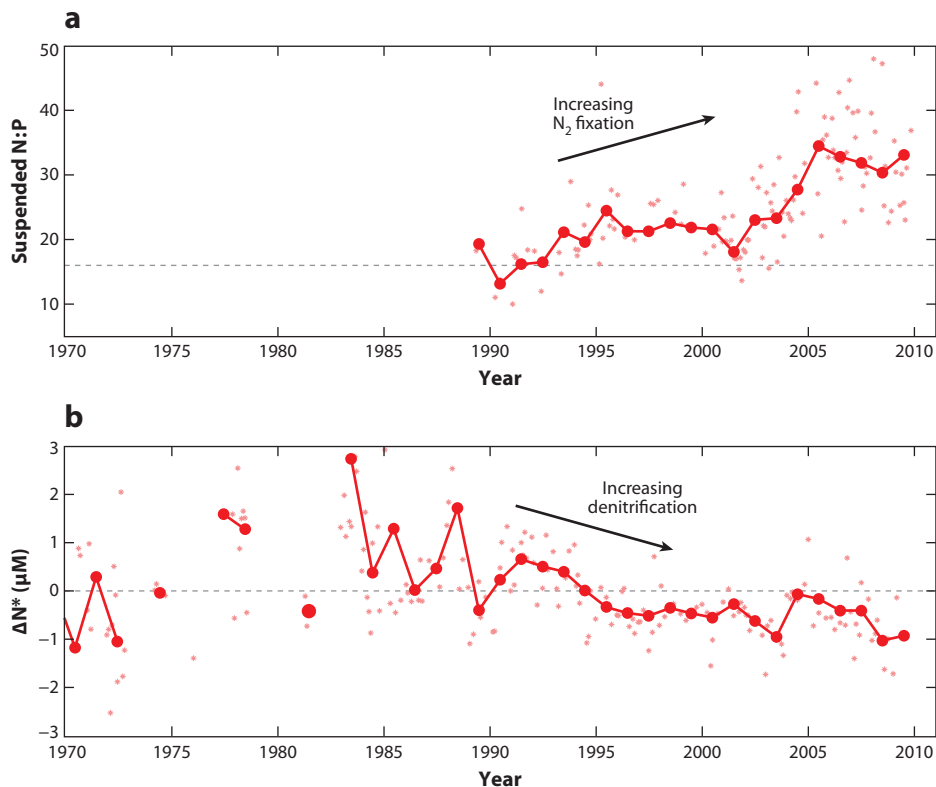 a
50
40
30
20
10
Suspended N:P
Increasing
N₂ fixation
1970 1975 1980 1985 1990 1995 2000 2005 2010
Year
b
3
2
1
0
−1
−2
−3
ΔN* (μM)
Increasing
denitrification
1970 1975 1980 1985 1990 1995 2000 2005 2010
Year